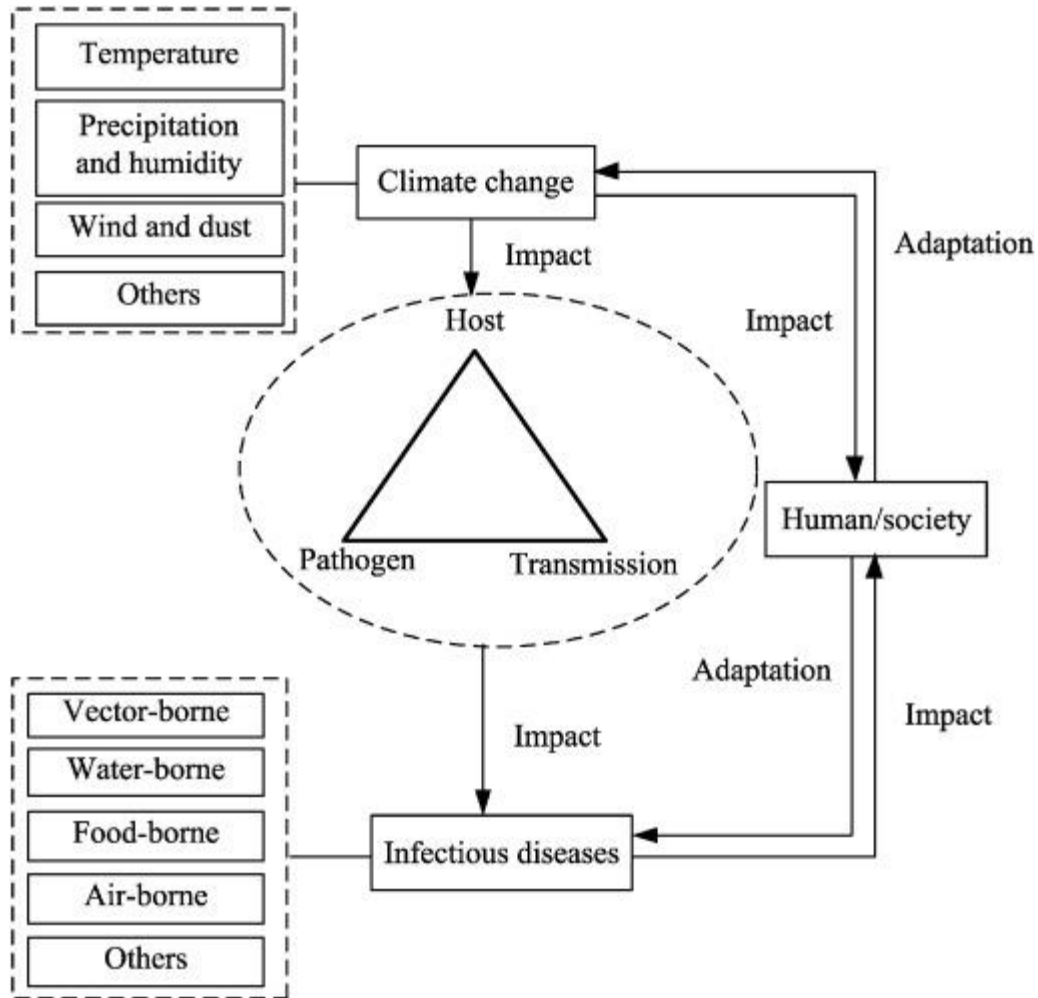 Temperature
Precipitation
and humidity
Wind and dust
Others
Climate change
Impact
Adaptation
Impact
Host
Pathogen
Transmission
Human/society
Adaptation
Impact
Impact
Vector-borne
Water-borne
Food-borne
Air-borne
Others
Infectious diseases